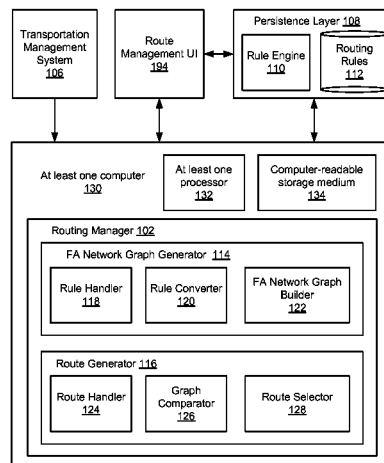 Transportation
Management
System
106
Route
Management UI
194
Persistence Layer 108
Rule Engine
110
Routing
Rules
112
At least one computer
130
At least one
processor
132
Computer-readable
storage medium
134
Routing Manager 102
FA Network Graph Generator 114
Rule Handler
118
Rule Converter
120
FA Network Graph
Builder
122
Route Generator 116
Route Handler
124
Graph
Comparator
126
Route Selector
128